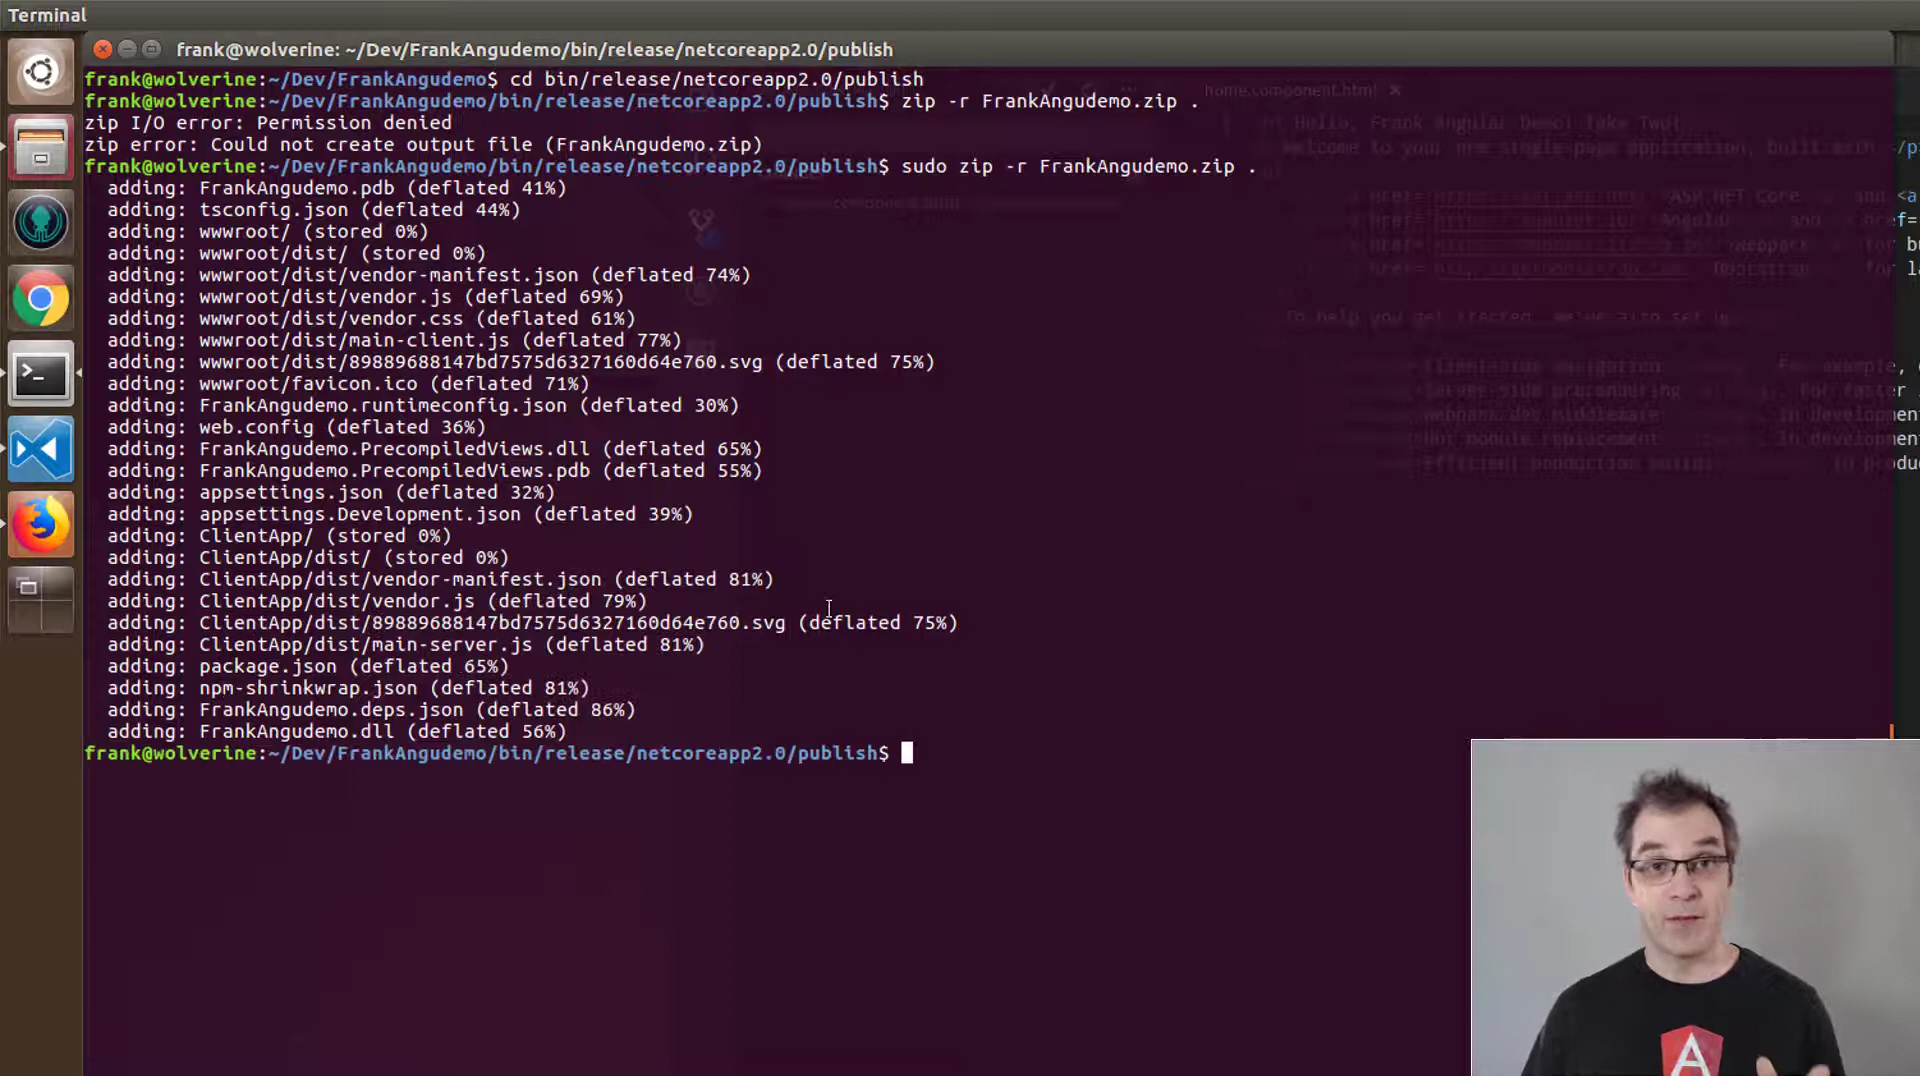 Terminal
frank@wolverine: ~/Dev/FrankAngudemo/bin/release/netcoreapp2.0/publish
frank@wolverine:~/Dev/FrankAngudemo$ cd bin/release/netcoreapp2.0/publish
frank@wolverine:~/Dev/FrankAngudemo/bin/release/netcoreapp2.0/publish$ zip -r FrankAngudemo.zip .
zip I/O error: Permission denied
zip error: Could not create output file (FrankAngudemo.zip)
frank@wolverine:~/Dev/FrankAngudemo/bin/release/netcoreapp2.0/publish$ sudo zip -r FrankAngudemo.zip .
adding: FrankAngudemo.pdb (deflated 41%)
adding: tsconfig.json (deflated 44%)
adding: wwwroot/ (stored 0%)
adding: wwwroot/dist/ (stored 0%)
adding: wwwroot/dist/vendor-manifest.json (deflated 74%)
adding: wwwroot/dist/vendor.js (deflated 69%)
adding: wwwroot/dist/vendor.css (deflated 61%)
adding: wwwroot/dist/main-client.js (deflated 77%)
adding: wwwroot/dist/89889688147bd7575d6327160d64e760.svg (deflated 75%)
adding: wwwroot/favicon.ico (deflated 71%)
adding: FrankAngudemo.runtimeconfig.json (deflated 30%)
adding: web.config (deflated 36%)
adding: FrankAngudemo.PrecompiledViews.dll (deflated 65%)
adding: FrankAngudemo.PrecompiledViews.pdb (deflated 55%)
adding: appsettings.json (deflated 32%)
adding: appsettings.Development.json (deflated 39%)
adding: ClientApp/ (stored 0%)
adding: ClientApp/dist/ (stored 0%)
adding: ClientApp/dist/vendor-manifest.json (deflated 81%)
adding: ClientApp/dist/vendor.js (deflated 79%)
adding: ClientApp/dist/89889688147bd7575d6327160d64e760.svg (deflated 75%)
adding: ClientApp/dist/main-server.js (deflated 81%)
adding: package.json (deflated 65%)
adding: npm-shrinkwrap.json (deflated 81%)
adding: FrankAngudemo.deps.json (deflated 86%)
adding: FrankAngudemo.dll (deflated 56%)
frank@wolverine:~/Dev/FrankAngudemo/bin/release/netcoreapp2.0/publish$
home.component.html
Hello, Frank Angular Demo!
A